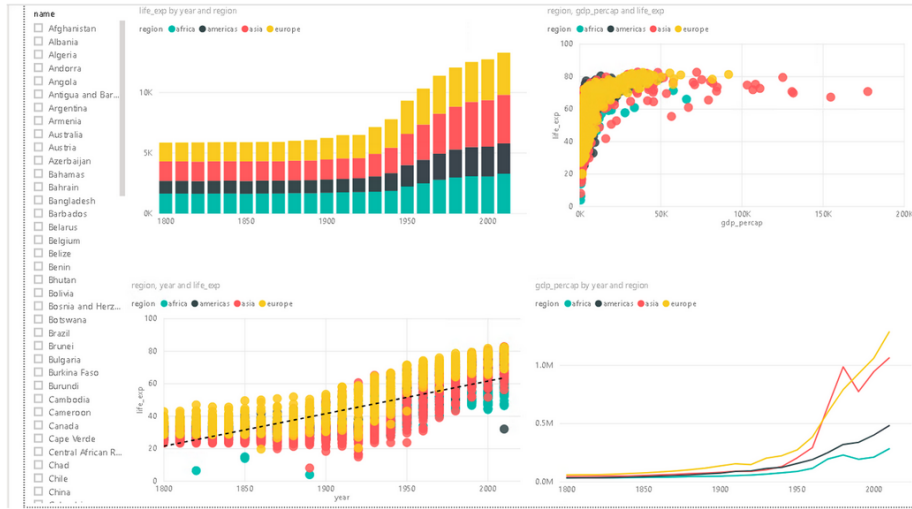 name
Afghanistan
Albania
Algeria
Andorra
Angola
Antigua and Bar...
Argentina
Armenia
Australia
Austria
Azerbaijan
Bahamas
Bahrain
Bangladesh
Barbados
Belarus
Belgium
Belize
Benin
Bhutan
Bolivia
Bosnia and Herz...
Botswana
Brazil
Brunei
Bulgaria
Burkina Faso
Burundi
Cambodia
Cameroon
Canada
Cape Verde
Central African R...
Chad
Chile
China
life_exp by year and region
region africa americas asia europe
10K
5K
0K
1800 1850 1900 1950 2000
region, gdp_percap and life_exp
region africa americas asia europe
100
80
60
40
20
0
life_exp
0K 50K 100K 150K 200K
gdp_percap
region, year and life_exp
region africa americas asia europe
100
80
60
40
20
0
life_exp
1800 1850 1900 1950 2000
year
gdp_percap by year and region
region africa americas asia europe
1.0M
0.5M
0.0M
1800 1850 1900 1950 2000